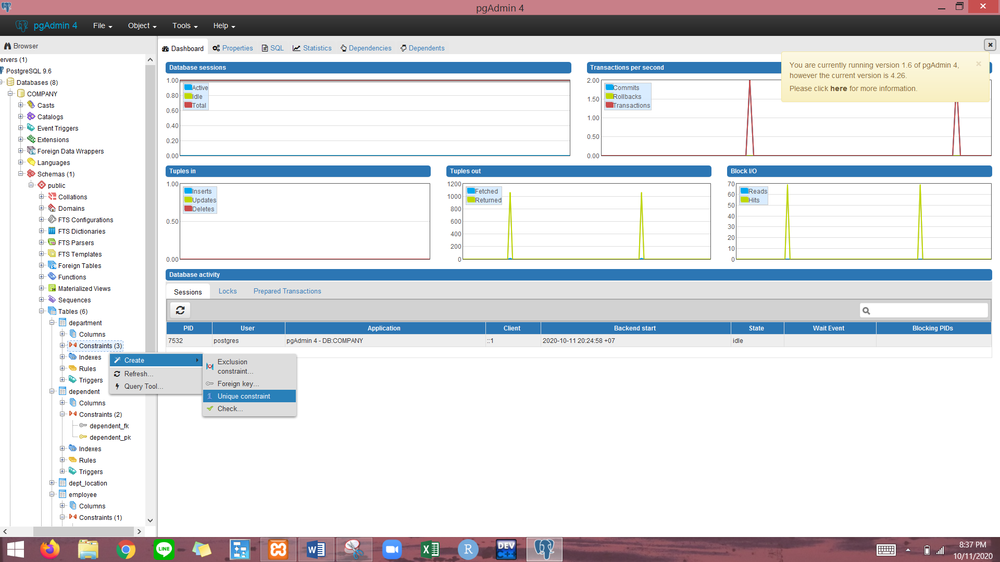 pgAdmin 4
pgAdmin 4 File Object Tools Help
Browser
Dashboard Properties SQL Statistics Dependencies Dependents
ervers (1)
PostgreSQL 9.6
Databases (8)
COMPANY
Casts
Catalogs
Event Triggers
Extensions
Foreign Data Wrappers
Languages
Schemas (1)
public
Collations
Domains
FTS Configurations
FTS Dictionaries
FTS Parsers
FTS Templates
Foreign Tables
Functions
Materialized Views
Sequences
Tables (6)
department
Columns
Constraints (3)
Indexes
Rules
Triggers
dependent
Columns
Constraints (2)
dependent_fk
dependent_pk
Indexes
Rules
Triggers
dept_location
employee
Columns
Constraints (1)
Create
Refresh...
Query Tool...
Exclusion
constraint...
Foreign key...
Unique constraint
Check...
Database sessions
1.00
0.80
0.60
0.40
0.20
0.00
Active
Idle
Total
Transactions per second
2.00
1.50
1.00
0.50
0.00
Commits
Rollbacks
Transactions
You are currently running version 1.6 of pgAdmin 4,
however the current version is 4.26.
Please click here for more information.
Tuples in
1.00
0.50
0.00
Inserts
Updates
Deletes
Tuples out
1200
1000
800
600
400
200
0
Fetched
Returned
Block I/O
70
60
50
40
30
20
10
0
Reads
Hits
Database activity
Sessions Locks Prepared Transactions
PID User Application Client Backend start State Wait Event Blocking PIDs
7532 postgres pgAdmin 4 - DB:COMPANY ::1 2020-10-11 20:24:58 +07 idle
LINE
R
DEV
C++
8:37 PM
10/11/2020